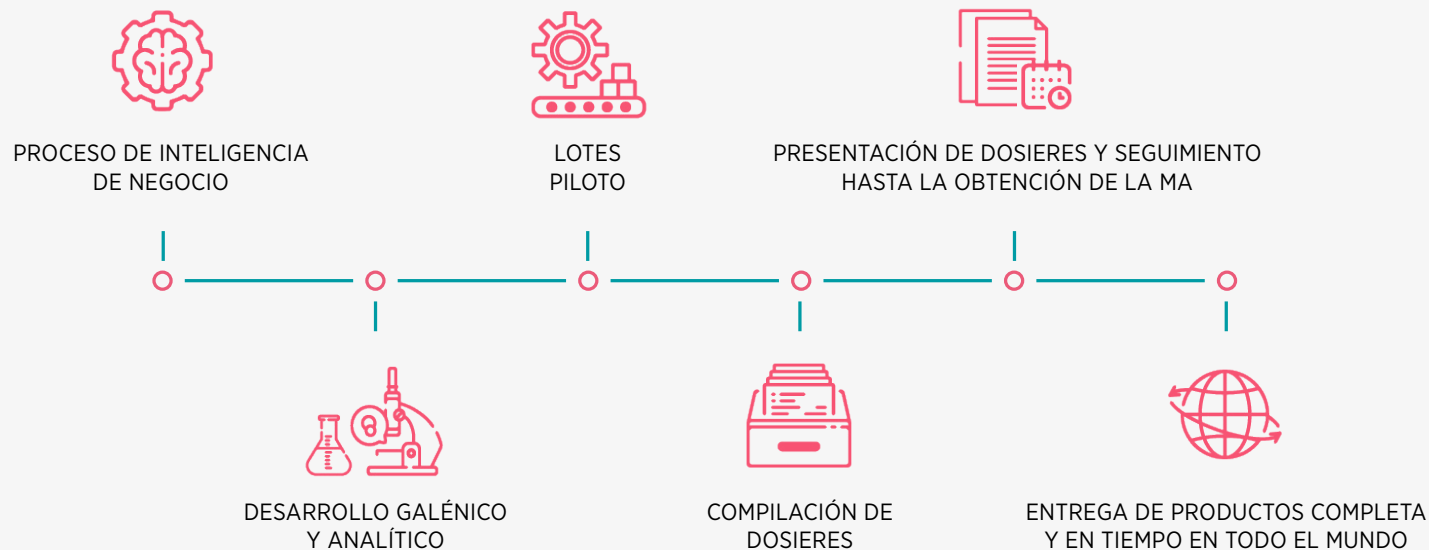 PROCESO DE INTELIGENCIA
DE NEGOCIO
LOTES
PILOTO
PRESENTACIÓN DE DOSIERES Y SEGUIMIENTO
HASTA LA OBTENCIÓN DE LA MA
DESARROLLO GALÉNICO
Y ANALÍTICO
COMPILACIÓN DE
DOSIERES
ENTREGA DE PRODUCTOS COMPLETA
Y EN TIEMPO EN TODO EL MUNDO